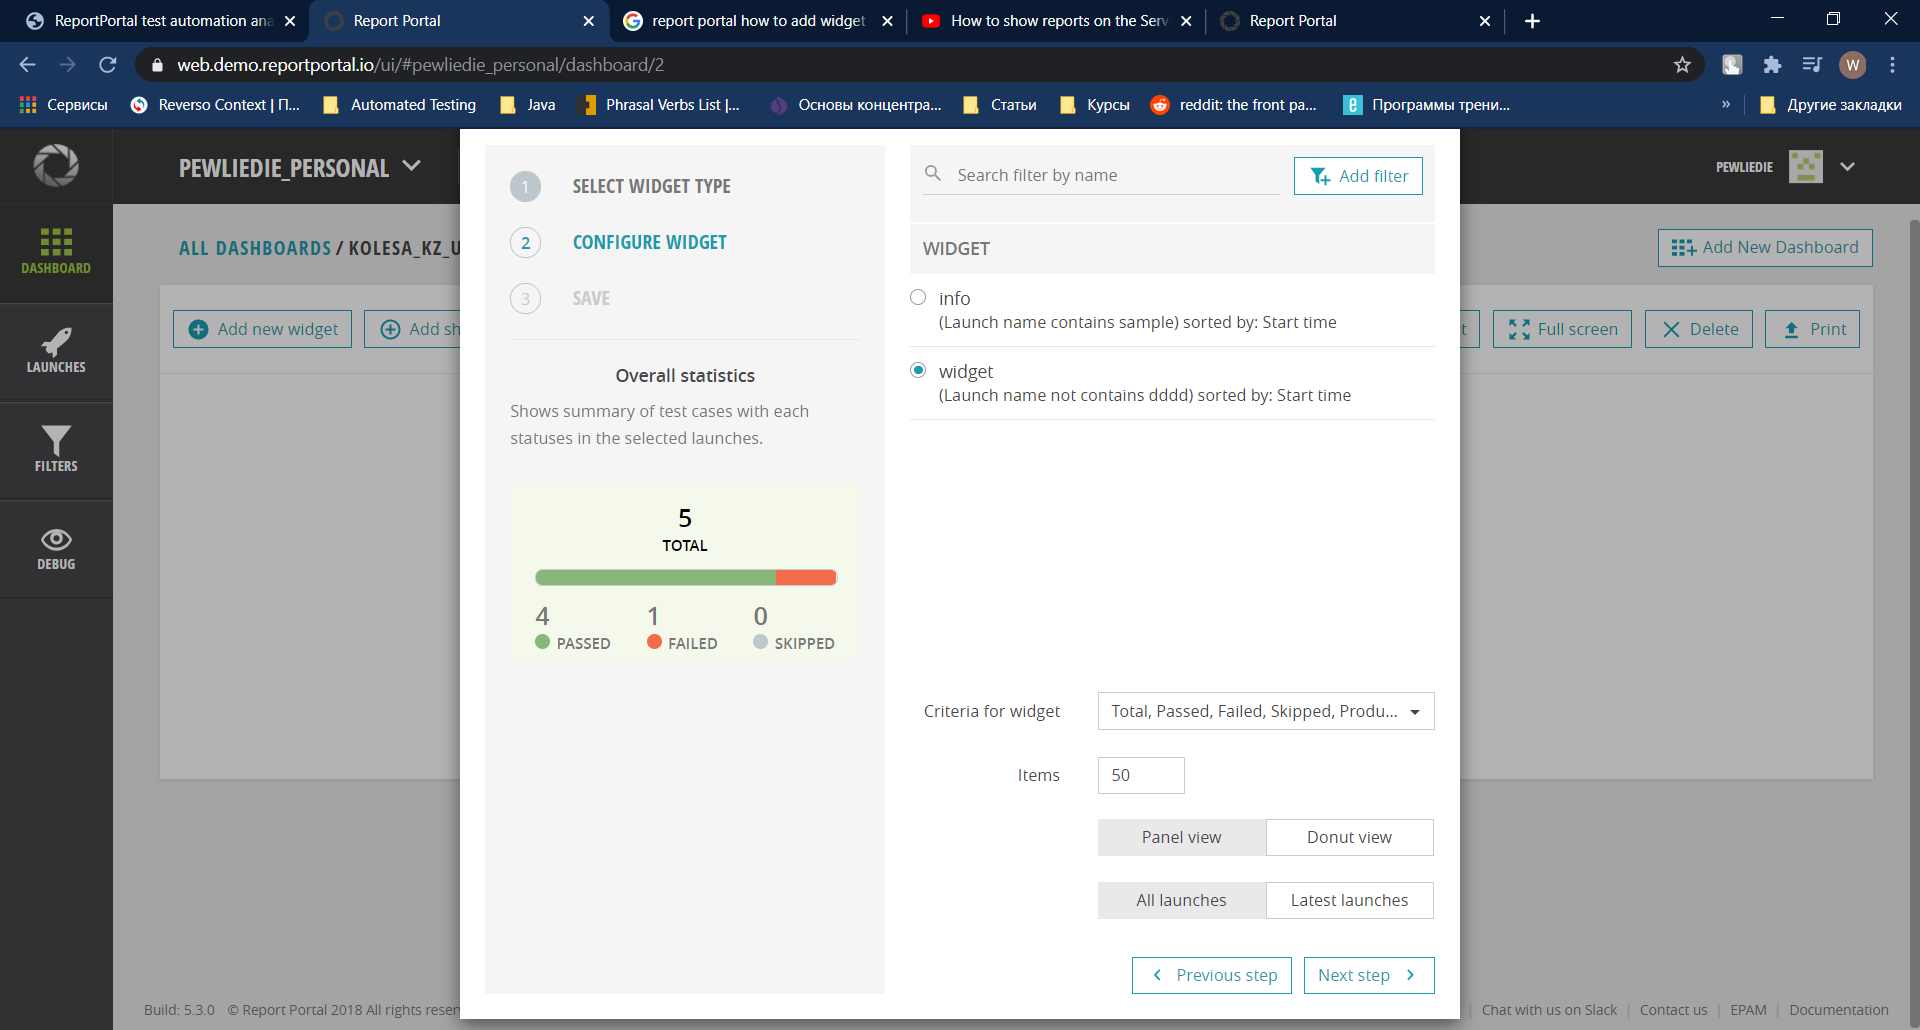 ReportPortal test automation ana
Report Portal
report portal how to add widget
How to show reports on the Serv
Report Portal
web.demo.reportportal.io/ui/#pewliedie_personal/dashboard/2
W
Сервисы
Reverso Context | П...
Automated Testing
Java
Phrasal Verbs List |...
Основы концентра...
Статьи
Курсы
reddit: the front pa...
Программы трени...
»
Другие закладки
PEWLIEDIE_PERSONAL
PEWLIEDIE
DASHBOARD
LAUNCHES
FILTERS
DEBUG
ALL DASHBOARDS / KOLESA_KZ_U
Add New Dashboard
Add new widget
Add sh
t
Full screen
Delete
Print
1 SELECT WIDGET TYPE
2 CONFIGURE WIDGET
3 SAVE
Overall statistics
Shows summary of test cases with each
statuses in the selected launches.
5
TOTAL
4 1 0
PASSED FAILED SKIPPED
Search filter by name
Add filter
WIDGET
info
(Launch name contains sample) sorted by: Start time
widget
(Launch name not contains dddd) sorted by: Start time
Criteria for widget Total, Passed, Failed, Skipped, Produ...
Items 50
Panel view Donut view
All launches Latest launches
Previous step Next step
Build: 5.3.0 © Report Portal 2018 All rights reser
Chat with us on Slack | Contact us | EPAM | Documentation